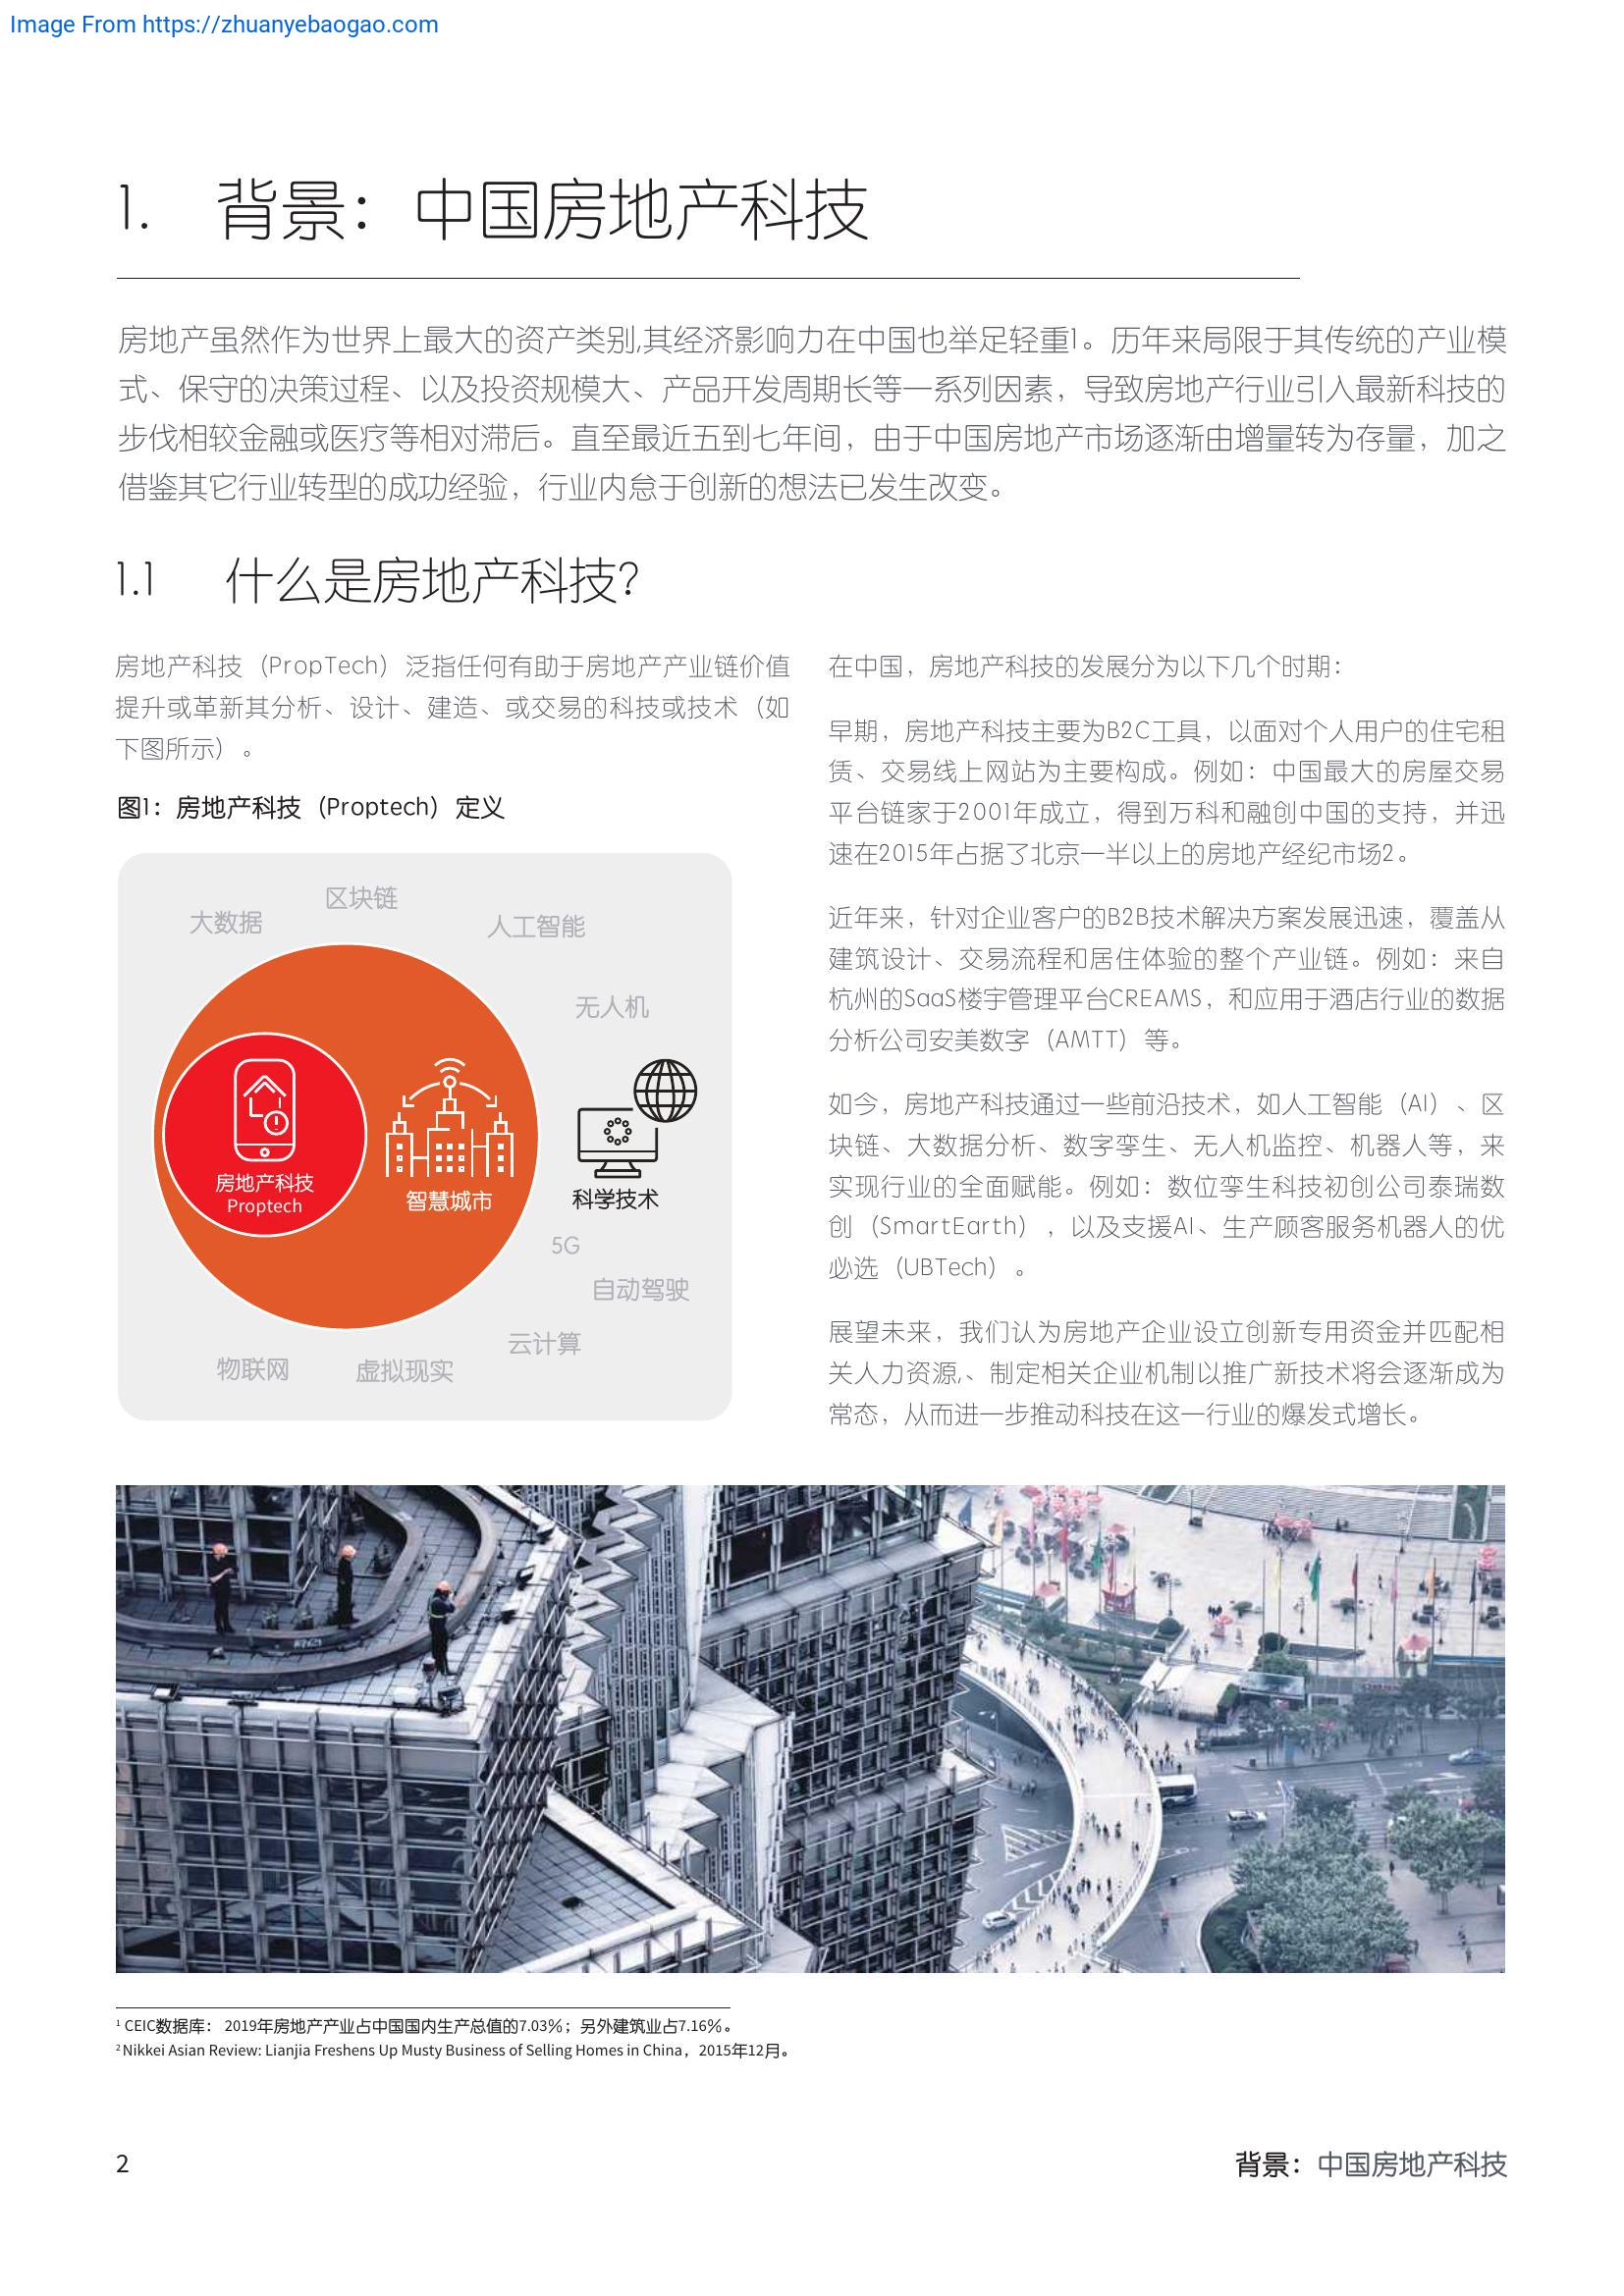 Image From https://zhuanyebaogao.com
1. 背景：中国房地产科技
房地产虽然作为世界上最大的资产类别,其经济影响力在中国也举足轻重1。历年来局限于其传统的产业模
式、保守的决策过程、以及投资规模大、产品开发周期长等一系列因素，导致房地产行业引入最新科技的
步伐相较金融或医疗等相对滞后。直至最近五到七年间，由于中国房地产市场逐渐由增量转为存量，加之
借鉴其它行业转型的成功经验，行业内怠于创新的想法已发生改变。
1.1 什么是房地产科技？
房地产科技（PropTech）泛指任何有助于房地产产业链价值
提升或革新其分析、设计、建造、或交易的科技或技术（如
下图所示）。
图1：房地产科技（Proptech）定义
区块链
大数据
人工智能
无人机
房地产科技
Proptech
智慧城市
科学技术
5G
自动驾驶
云计算
物联网
虚拟现实
在中国，房地产科技的发展分为以下几个时期：
早期，房地产科技主要为B2C工具，以面对个人用户的住宅租
赁、交易线上网站为主要构成。例如：中国最大的房屋交易
平台链家于2001年成立，得到万科和融创中国的支持，并迅
速在2015年占据了北京一半以上的房地产经纪市场2。
近年来，针对企业客户的B2B技术解决方案发展迅速，覆盖从
建筑设计、交易流程和居住体验的整个产业链。例如：来自
杭州的SaaS楼宇管理平台CREAMS，和应用于酒店行业的数据
分析公司安美数字（AMTT）等。
如今，房地产科技通过一些前沿技术，如人工智能（AI）、区
块链、大数据分析、数字孪生、无人机监控、机器人等，来
实现行业的全面赋能。例如：数位孪生科技初创公司泰瑞数
创（SmartEarth），以及支援AI、生产顾客服务机器人的优
必选（UBTech）。
展望未来，我们认为房地产企业设立创新专用资金并匹配相
关人力资源,、制定相关企业机制以推广新技术将会逐渐成为
常态，从而进一步推动科技在这一行业的爆发式增长。
1 CEIC数据库： 2019年房地产产业占中国国内生产总值的7.03%；另外建筑业占7.16%。
2 Nikkei Asian Review: Lianjia Freshens Up Musty Business of Selling Homes in China，2015年12月。
2
背景：中国房地产科技